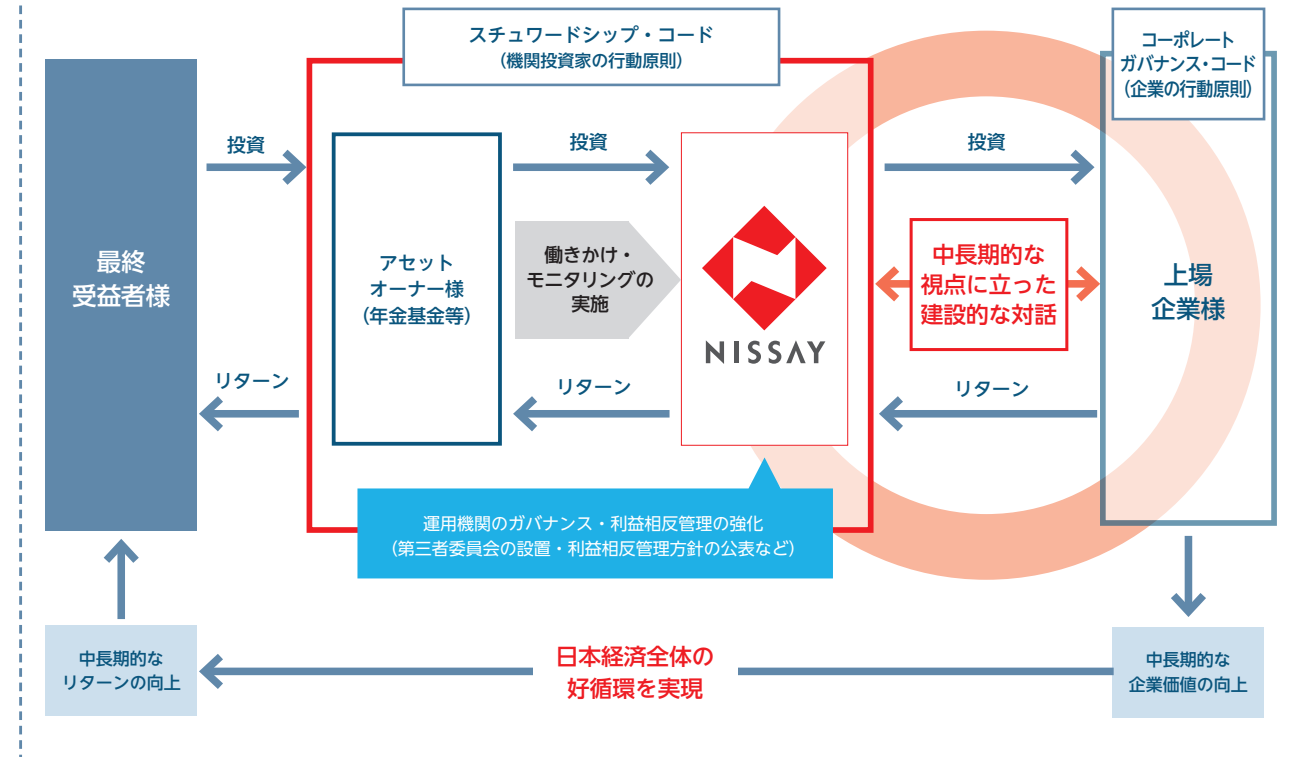 スチュワードシップ・コード
(機関投資家の行動原則)
コーポレート
ガバナンス・コード
(企業の行動原則)
最終
受益者様
投資
アセット
オーナー様
(年金基金等)
投資
働きかけ・
モニタリングの
実施
NISSAY
投資
中長期的な
視点に立った
建設的な対話
上場
企業様
リターン
リターン
リターン
運用機関のガバナンス・利益相反管理の強化
(第三者委員会の設置・利益相反管理方針の公表など)
中長期的な
リターンの向上
日本経済全体の
好循環を実現
中長期的な
企業価値の向上